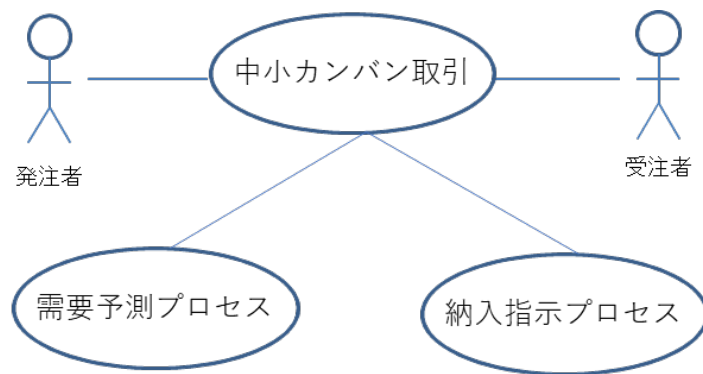 中小カンバン取引
発注者
受注者
需要予測プロセス
納入指示プロセス